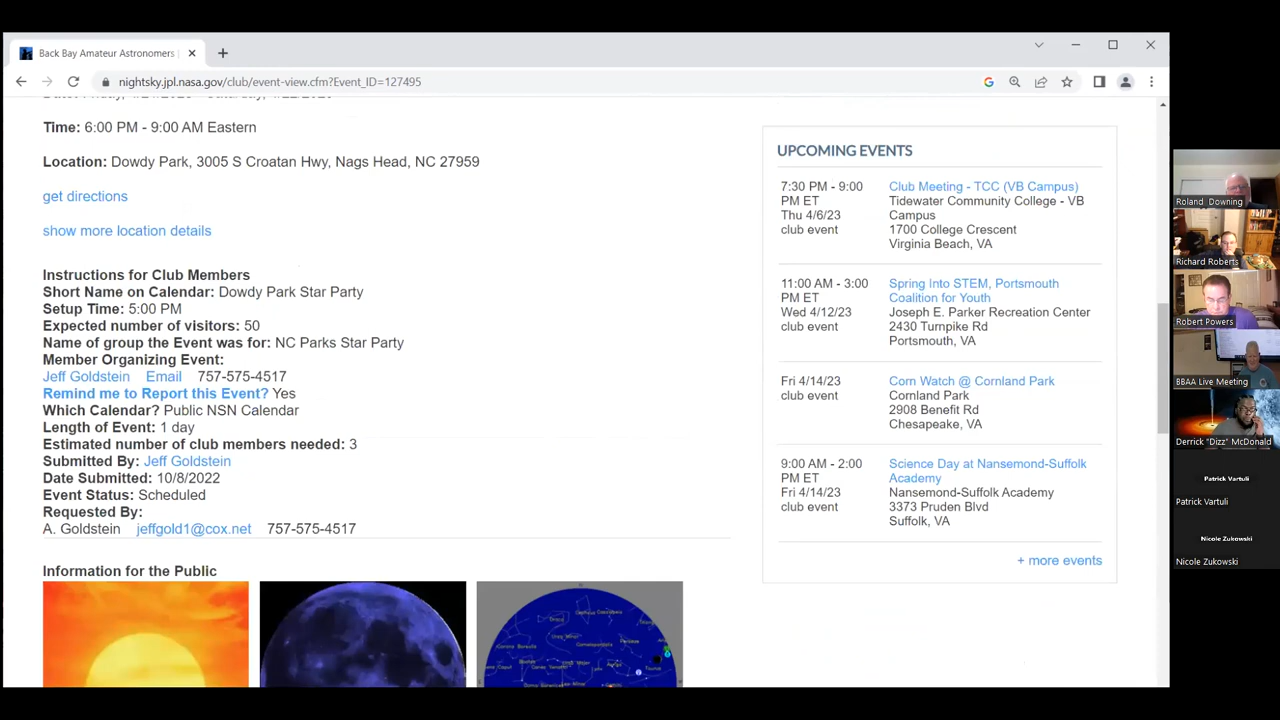 Back Bay Amateur Astronomers
nightsky.jpl.nasa.gov/club/event-view.cfm?Event_ID=127495
Time: 6:00 PM - 9:00 AM Eastern
Location: Dowdy Park, 3005 S Croatan Hwy, Nags Head, NC 27959
get directions
show more location details
Instructions for Club Members
Short Name on Calendar: Dowdy Park Star Party
Setup Time: 5:00 PM
Expected number of visitors: 50
Name of group the Event was for: NC Parks Star Party
Member Organizing Event:
Jeff Goldstein Email 757-575-4517
Remind me to Report this Event? Yes
Which Calendar? Public NSN Calendar
Length of Event: 1 day
Estimated number of club members needed: 3
Submitted By: Jeff Goldstein
Date Submitted: 10/8/2022
Event Status: Scheduled
Requested By:
A. Goldstein jeffgold1@cox.net 757-575-4517
Information for the Public
UPCOMING EVENTS
7:30 PM - 9:00 Club Meeting - TCC (VB Campus)
PM ET Tidewater Community College - VB
Thu 4/6/23 Campus
club event 1700 College Crescent
Virginia Beach, VA
11:00 AM - 3:00 Spring Into STEM, Portsmouth
PM ET Coalition for Youth
Wed 4/12/23 Joseph E. Parker Recreation Center
club event 2430 Turnpike Rd
Portsmouth, VA
Fri 4/14/23 Corn Watch @ Cornland Park
club event Cornland Park
2908 Benefit Rd
Chesapeake, VA
9:00 AM - 2:00 Science Day at Nansemond-Suffolk
PM ET Academy
Fri 4/14/23 Nansemond-Suffolk Academy
club event 3373 Pruden Blvd
Suffolk, VA
+ more events
Roland Downing
Richard Roberts
Robert Powers
BBAA Live Meeting
Derrick "Dizz" McDonald
Patrick Vartuli
Patrick Vartuli
Nicole Zukowski
Nicole Zukowski